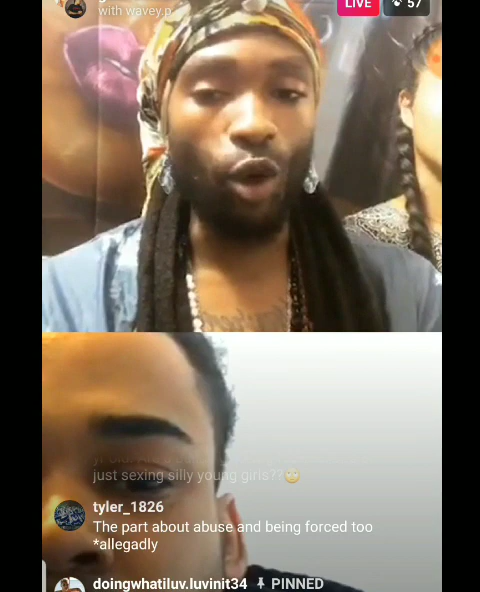 with wavey.p
LIVE
57
just sexing silly young girls??🙄
tyler_1826
The part about abuse and being forced too
*allegadly
doingwhatiluv.luvinit34 PINNED